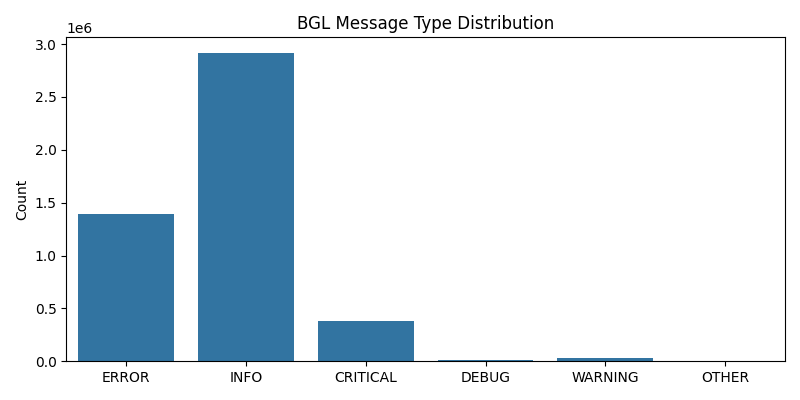 BGL Message Type Distribution
1e6
3.0
2.5
2.0
1.5
1.0
0.5
0.0
Count
ERROR INFO CRITICAL DEBUG WARNING OTHER